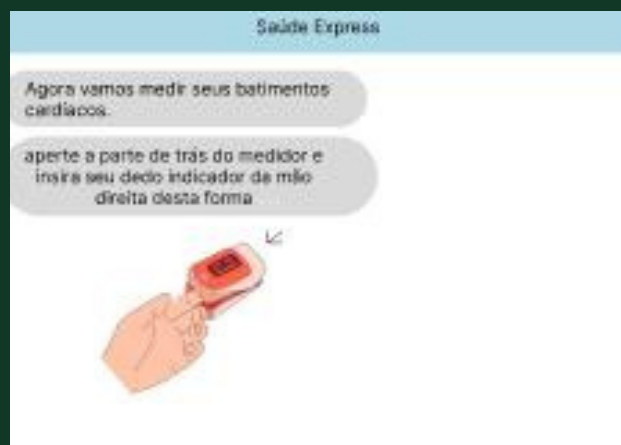 Saúde Express
Agora vamos medir seus batimentos
cardíacos.
aperte a parte de trás do medidor e
insira seu dedo indicador da mão
direita desta forma